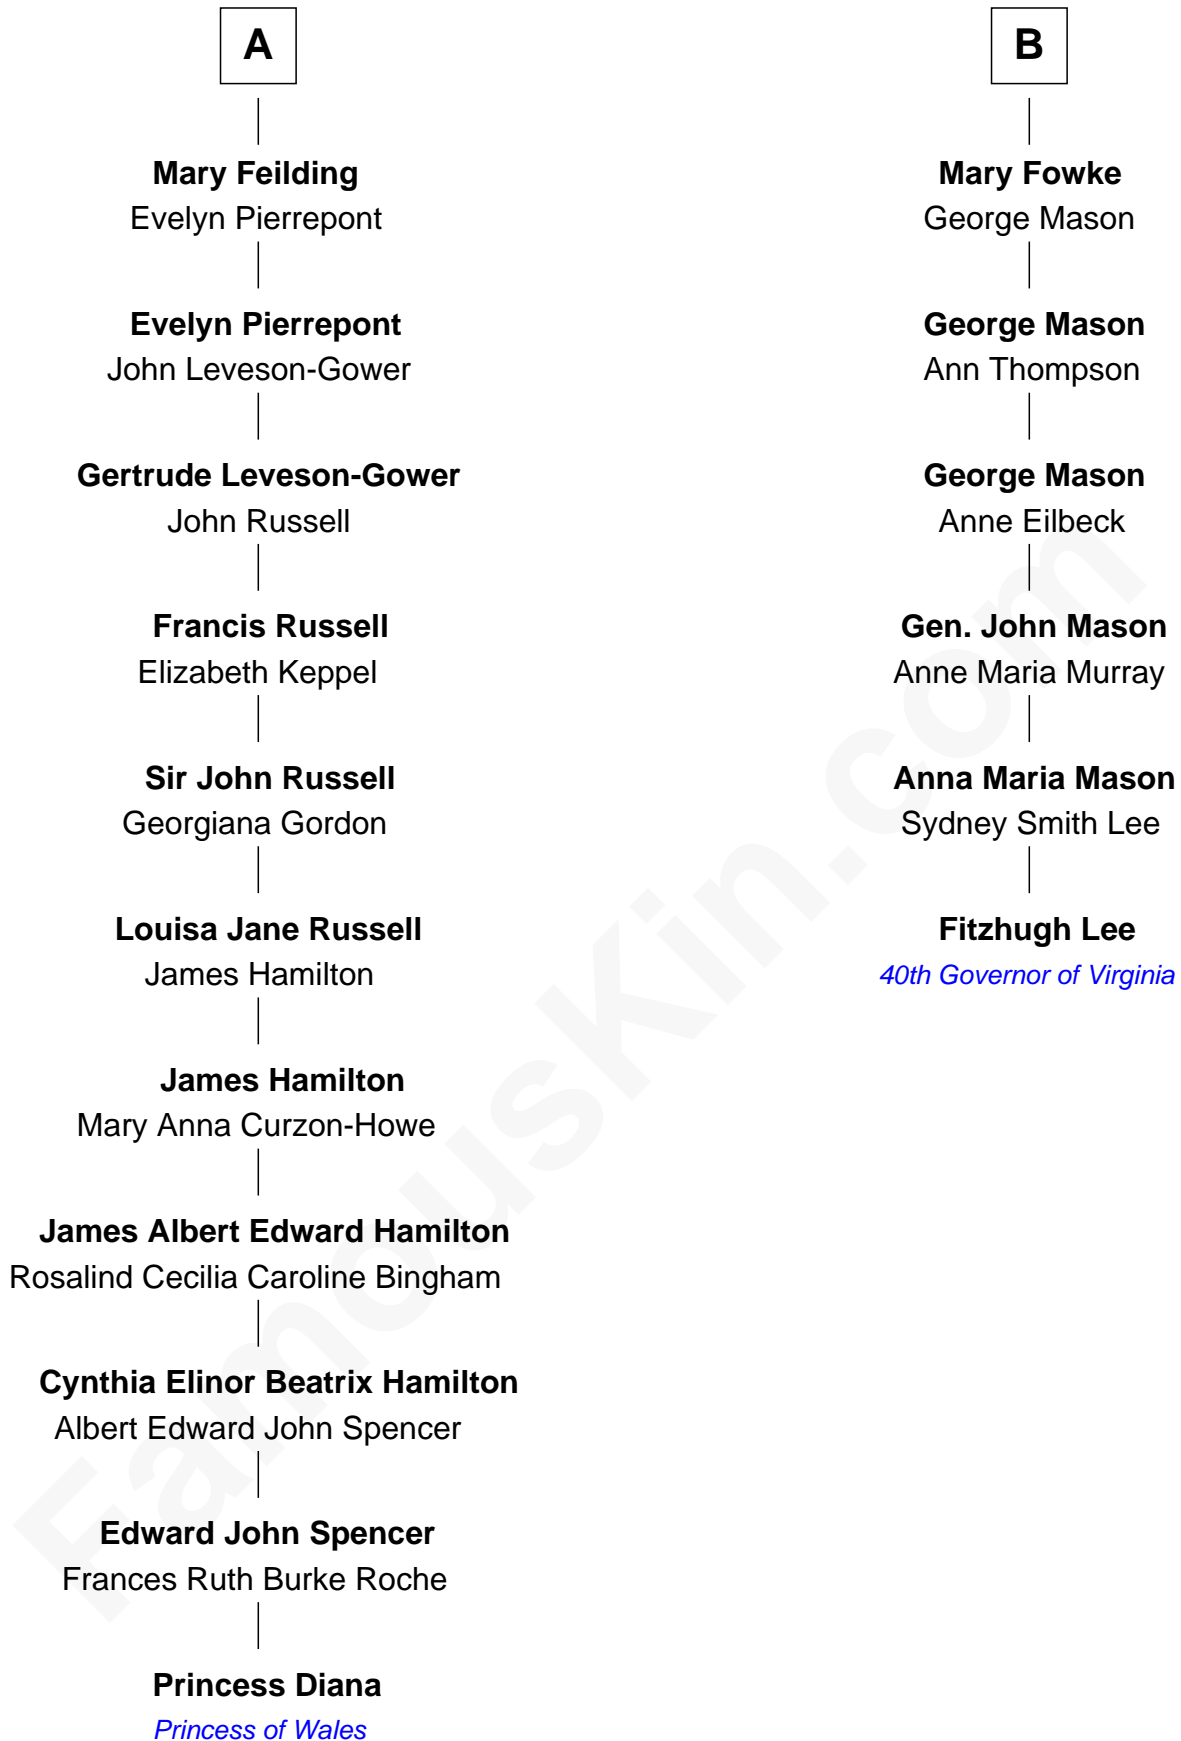 A
Mary Feilding
Evelyn Pierrepont
Evelyn Pierrepont
John Leveson-Gower
Gertrude Leveson-Gower
John Russell
Francis Russell
Elizabeth Keppel
Sir John Russell
Georgiana Gordon
Louisa Jane Russell
James Hamilton
James Hamilton
Mary Anna Curzon-Howe
James Albert Edward Hamilton
Rosalind Cecilia Caroline Bingham
Cynthia Elinor Beatrix Hamilton
Albert Edward John Spencer
Edward John Spencer
Frances Ruth Burke Roche
Princess Diana
Princess of Wales
B
Mary Fowke
George Mason
George Mason
Ann Thompson
George Mason
Anne Eilbeck
Gen. John Mason
Anne Maria Murray
Anna Maria Mason
Sydney Smith Lee
Fitzhugh Lee
40th Governor of Virginia
FamousKin.com